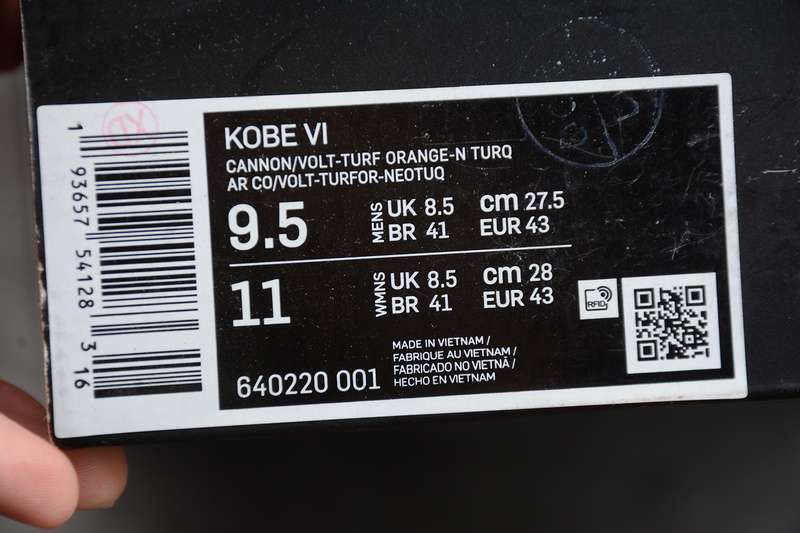 KOBE VI
CANNON/VOLT-TURF ORANGE-N TURQ
AR CO/VOLT-TURFOR-NEOTUQ
9.5 MENS UK 8.5 cm 27.5
BR 41 EUR 43
11 WMNS UK 8.5 cm 28
BR 41 EUR 43
RFID
640220 001
MADE IN VIETNAM /
FABRIQUE AU VIETNAM /
FABRICADO NO VIETNÃ /
HECHO EN VIETNAM
1 93657 54128 3 16